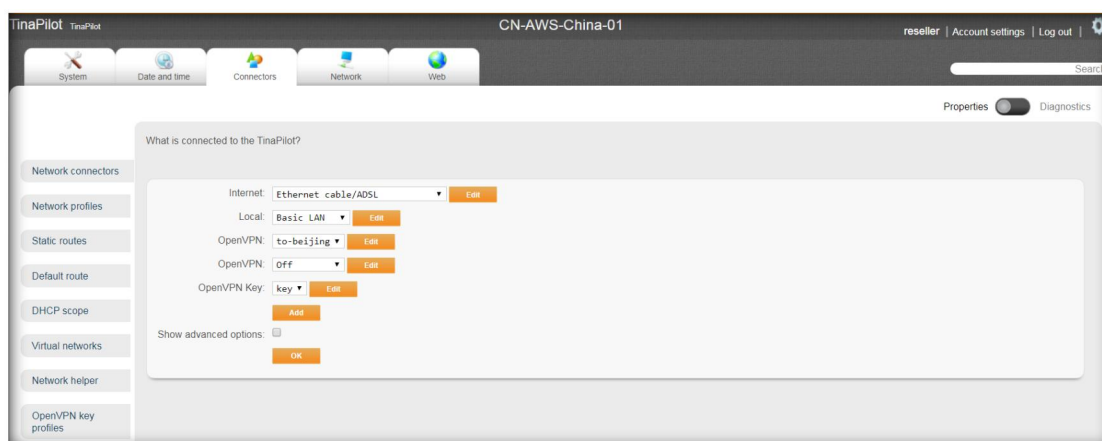 TinaPilot TinaPilot CN-AWS-China-01 reseller | Account settings | Log out |
System Date and time Connectors Network Web Search
Properties Diagnostics
What is connected to the TinaPilot?
Network connectors
Network profiles
Static routes
Default route
DHCP scope
Virtual networks
Network helper
OpenVPN key
profiles
Internet: Ethernet cable/ADSL Edit
Local: Basic LAN Edit
OpenVPN: to-beijing Edit
OpenVPN: Off Edit
OpenVPN Key: key Edit
Add
Show advanced options:
OK